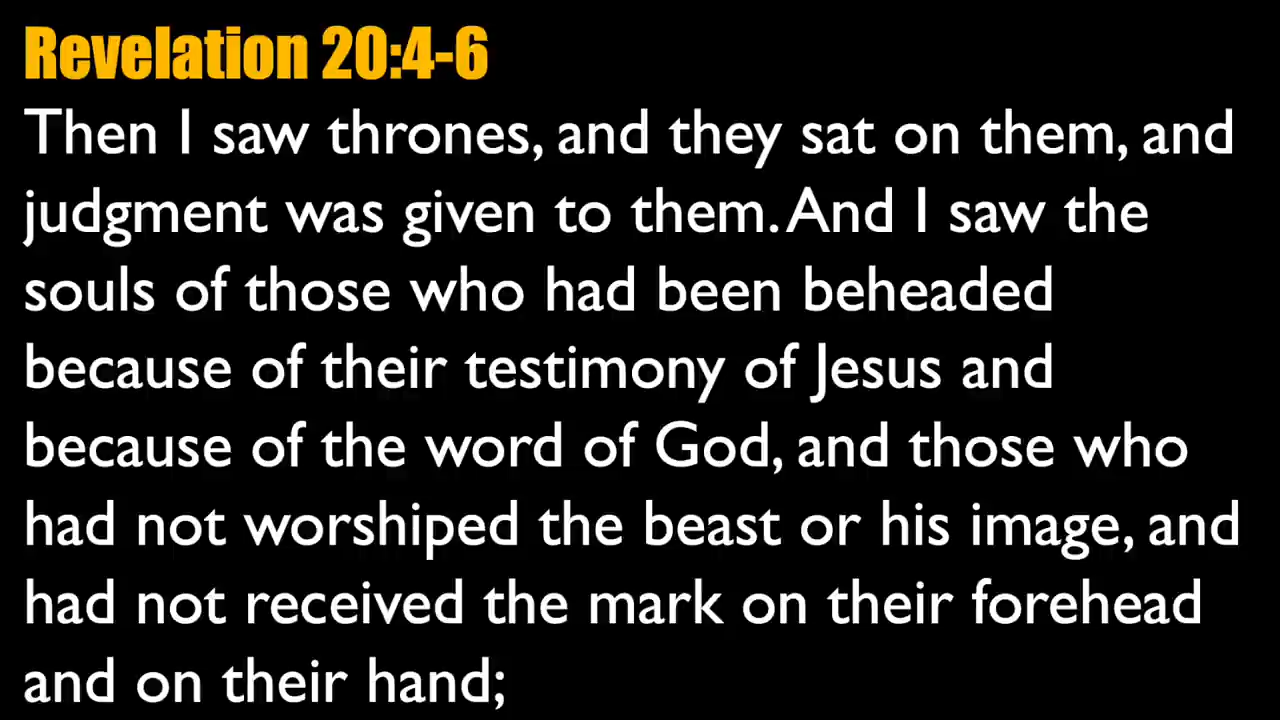 Revelation 20:4-6
Then I saw thrones, and they sat on them, and
judgment was given to them. And I saw the
souls of those who had been beheaded
because of their testimony of Jesus and
because of the word of God, and those who
had not worshiped the beast or his image, and
had not received the mark on their forehead
and on their hand;